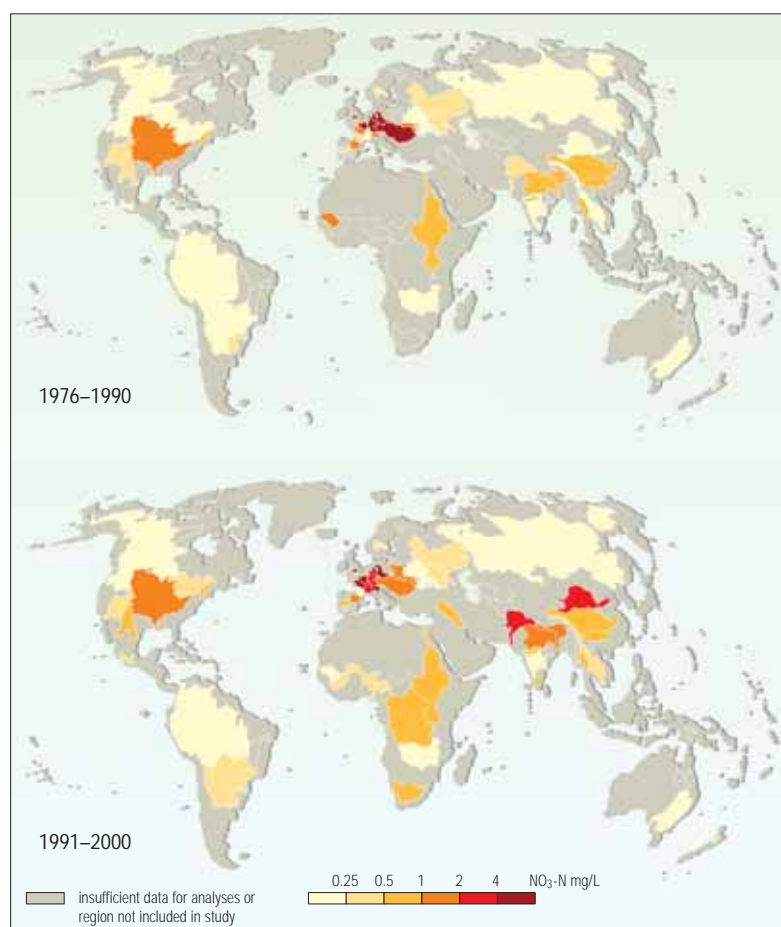 1976–1990
1991–2000
0.25 0.5 1 2 4 NO₃-N mg/L
insufficient data for analyses or
region not included in study